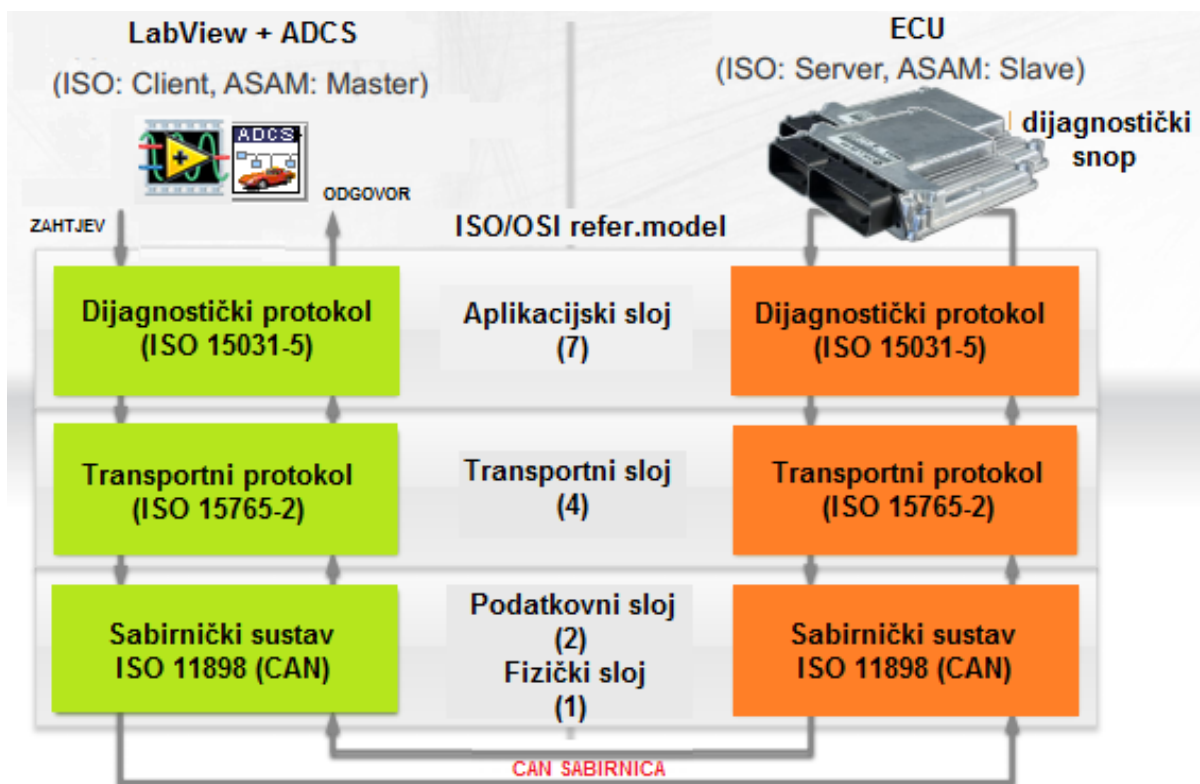 LabView + ADCS
(ISO: Client, ASAM: Master)
ECU
(ISO: Server, ASAM: Slave)
ADCS
dijagnostički
snop
ZAHTJEV
ODGOVOR
ISO/OSI refer.model
Dijagnostički protokol
(ISO 15031-5)
Aplikacijski sloj
(7)
Dijagnostički protokol
(ISO 15031-5)
Transportni protokol
(ISO 15765-2)
Transportni sloj
(4)
Transportni protokol
(ISO 15765-2)
Sabirnički sustav
ISO 11898 (CAN)
Podatkovni sloj
(2)
Fizički sloj
(1)
Sabirnički sustav
ISO 11898 (CAN)
CAN SABIRNICA